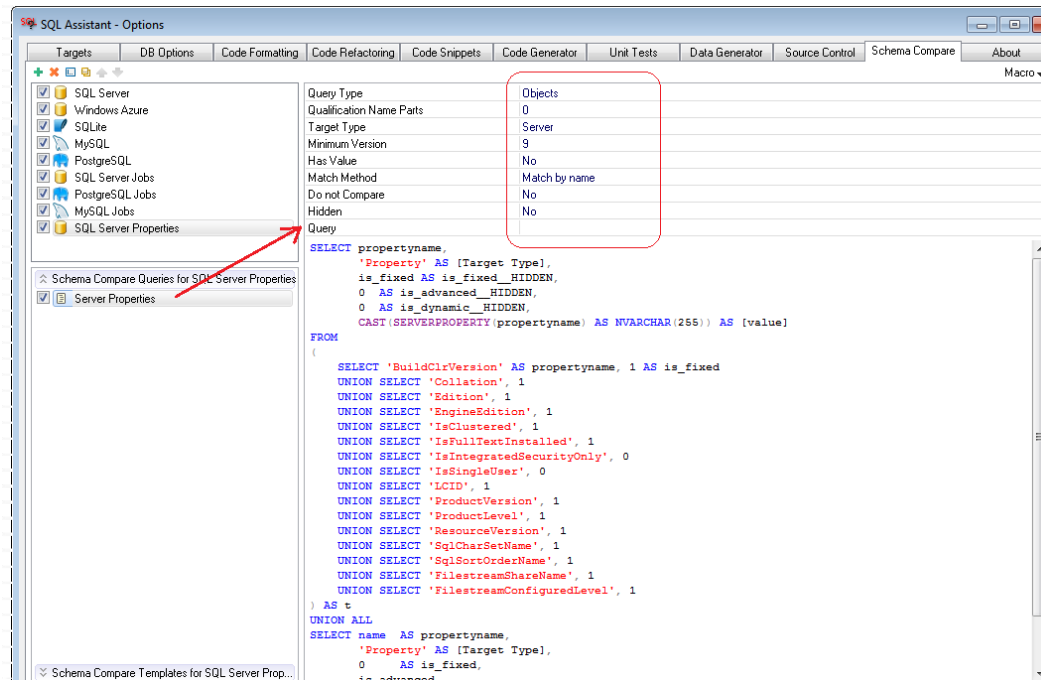 SQL Assistant - Options
Targets DB Options Code Formatting Code Refactoring Code Snippets Code Generator Unit Tests Data Generator Source Control Schema Compare About
Macro
SQL Server
Windows Azure
SQLite
MySQL
PostgreSQL
SQL Server Jobs
PostgreSQL Jobs
MySQL Jobs
SQL Server Properties
Schema Compare Queries for SQL Server Properties
Server Properties
Schema Compare Templates for SQL Server Prop...
Query Type Objects
Qualification Name Parts 0
Target Type Server
Minimum Version 9
Has Value No
Match Method Match by name
Do not Compare No
Hidden No
Query
SELECT propertyname,
'Property' AS [Target Type],
is_fixed AS is_fixed__HIDDEN,
0 AS is_advanced__HIDDEN,
0 AS is_dynamic__HIDDEN,
CAST(SERVERPROPERTY(propertyname) AS NVARCHAR(255)) AS [value]
FROM
(
SELECT 'BuildClrVersion' AS propertyname, 1 AS is_fixed
UNION SELECT 'Collation', 1
UNION SELECT 'Edition', 1
UNION SELECT 'EngineEdition', 1
UNION SELECT 'IsClustered', 1
UNION SELECT 'IsFullTextInstalled', 1
UNION SELECT 'IsIntegratedSecurityOnly', 0
UNION SELECT 'IsSingleUser', 0
UNION SELECT 'LCID', 1
UNION SELECT 'ProductVersion', 1
UNION SELECT 'ProductLevel', 1
UNION SELECT 'ResourceVersion', 1
UNION SELECT 'SqlCharSetName', 1
UNION SELECT 'SqlSortOrderName', 1
UNION SELECT 'FilestreamShareName', 1
UNION SELECT 'FilestreamConfiguredLevel', 1
) AS t
UNION ALL
SELECT name AS propertyname,
'Property' AS [Target Type],
0 AS is_fixed,
is_advanced